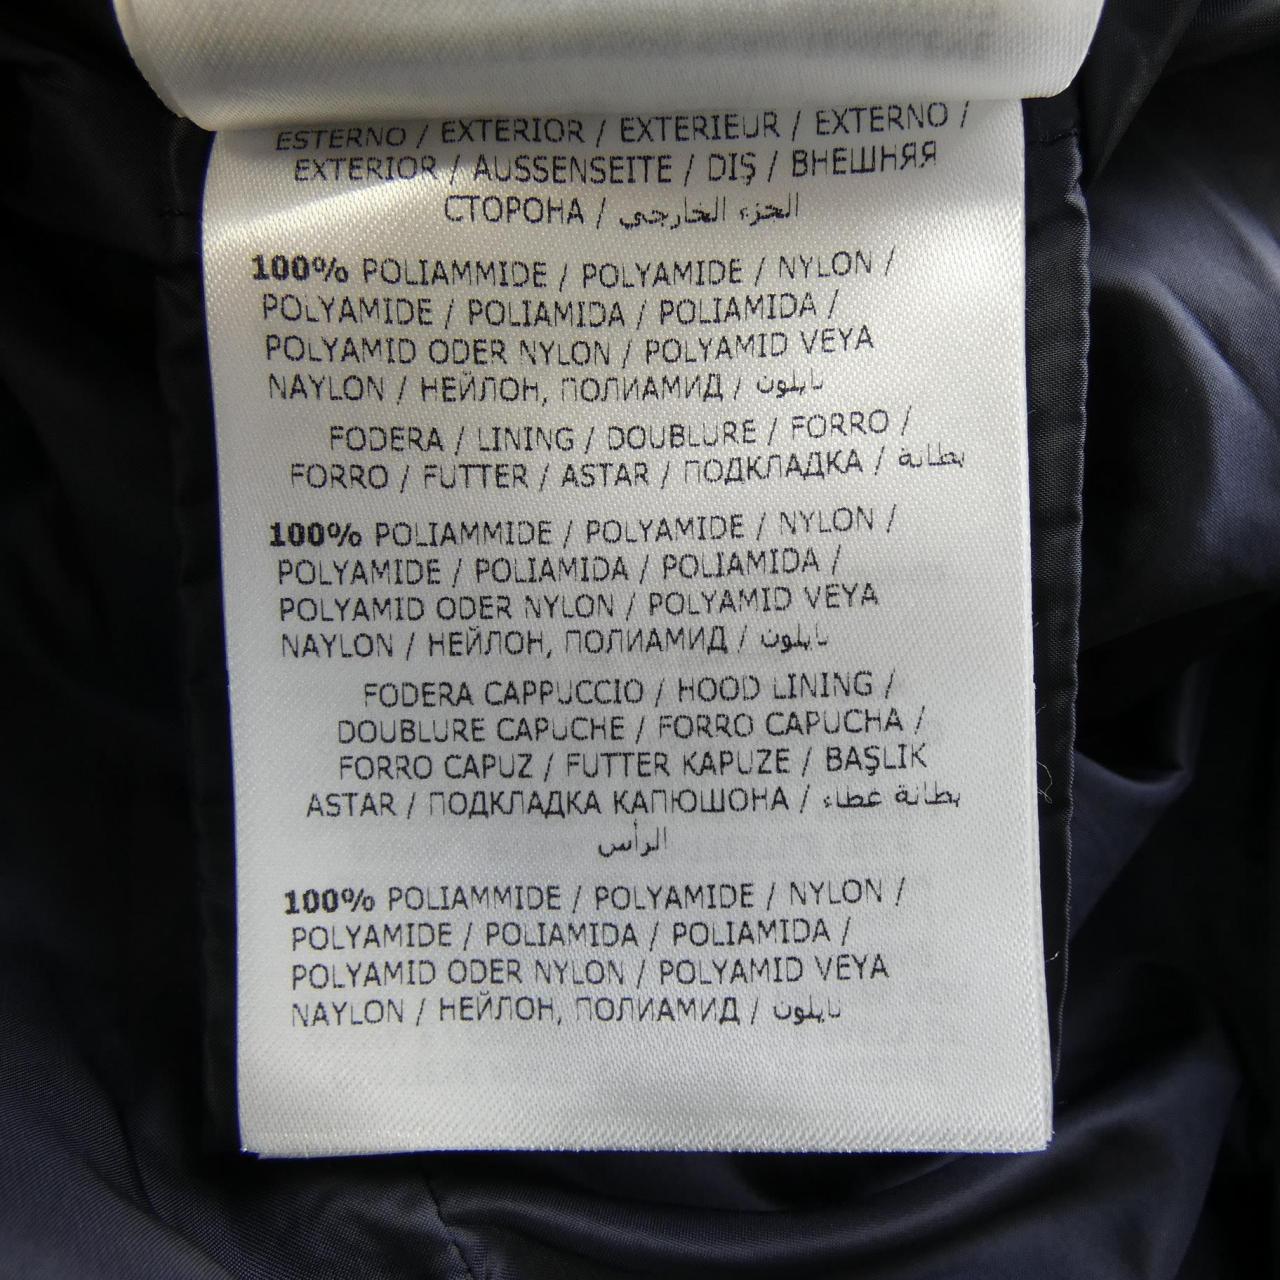 ESTERNO / EXTERIOR / EXTERIEUR / EXTERNO /
EXTERIOR / AUSSENSEITE / DIŞ / ВНЕШНЯЯ
СТОРОНА / الجزء الخارجي
100% POLIAMMIDE / POLYAMIDE / NYLON /
POLYAMIDE / POLIAMIDA / POLIAMIDA /
POLYAMID ODER NYLON / POLYAMID VEYA
NAYLON / НЕЙЛОН, ПОЛИАМИД / نايلون
FODERA / LINING / DOUBLURE / FORRO /
FORRO / FUTTER / ASTAR / ПОДКЛАДКА / بطانة
100% POLIAMMIDE / POLYAMIDE / NYLON /
POLYAMIDE / POLIAMIDA / POLIAMIDA /
POLYAMID ODER NYLON / POLYAMID VEYA
NAYLON / НЕЙЛОН, ПОЛИАМИД / نايلون
FODERA CAPPUCCIO / HOOD LINING /
DOUBLURE CAPUCHE / FORRO CAPUCHA /
FORRO CAPUZ / FUTTER KAPUZE / BAŞLIK
ASTAR / ПОДКЛАДКА КАПЮШОНА / بطانة غطاء
الرأس
100% POLIAMMIDE / POLYAMIDE / NYLON /
POLYAMIDE / POLIAMIDA / POLIAMIDA /
POLYAMID ODER NYLON / POLYAMID VEYA
NAYLON / НЕЙЛОН, ПОЛИАМИД / نايلون